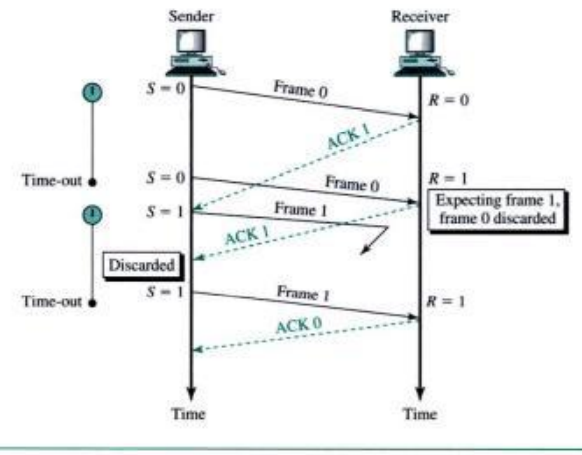 Sender
Receiver
S = 0
Frame 0
R = 0
ACK 1
Time-out
S = 0
Frame 0
R = 1
Expecting frame 1,
frame 0 discarded
S = 1
Frame 1
ACK 1
Discarded
Time-out
S = 1
Frame 1
R = 1
ACK 0
Time
Time